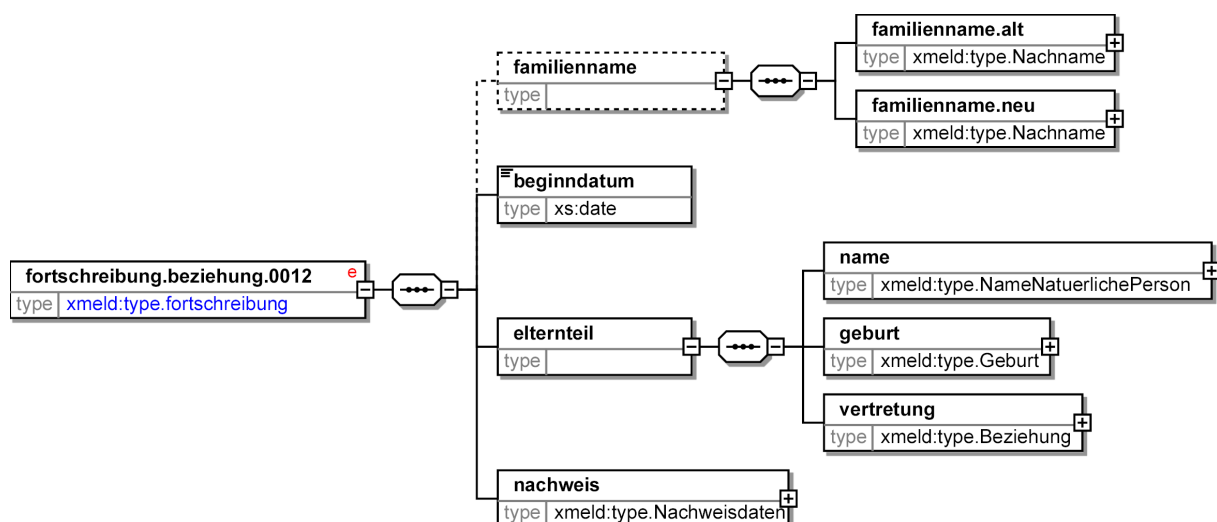 familienname.alt
type xmeld:type.Nachname
familienname
type
familienname.neu
type xmeld:type.Nachname
beginndatum
type xs:date
fortschreibung.beziehung.0012 e
type xmeld:type.fortschreibung
name
type xmeld:type.NameNatuerlichePerson
elternteil
type
geburt
type xmeld:type.Geburt
vertretung
type xmeld:type.Beziehung
nachweis
type xmeld:type.Nachweisdaten